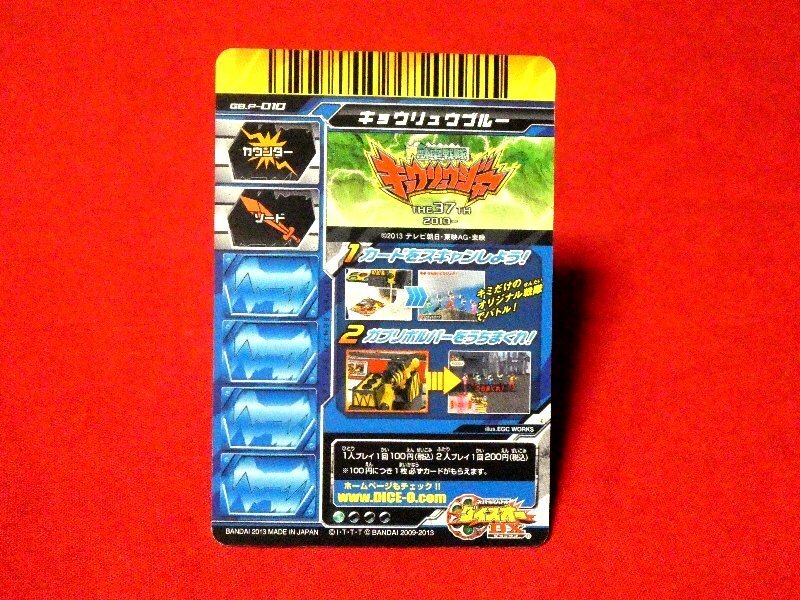 GB.P-010
キョウリュウブルー
カウンター
ソード
獣電戦隊
キョウリュウジャー
THE 37TH
2013~
©2013 テレビ朝日・東映AG・東映
1 カードをスキャンしよう!
キミだけの
オリジナル戦隊
でバトル!
2 ガブリボルバーをうちまくれ!
illus.EGC WORKS
1人プレイ1回100円(税込) 2人プレイ1回200円(税込)
※100円につき1枚必ずカードがもらえます。
ホームページもチェック!!
www.DICE-O.com
ダイスオー
DX
BANDAI 2013 MADE IN JAPAN
©I・T・T・T © BANDAI 2009-2013